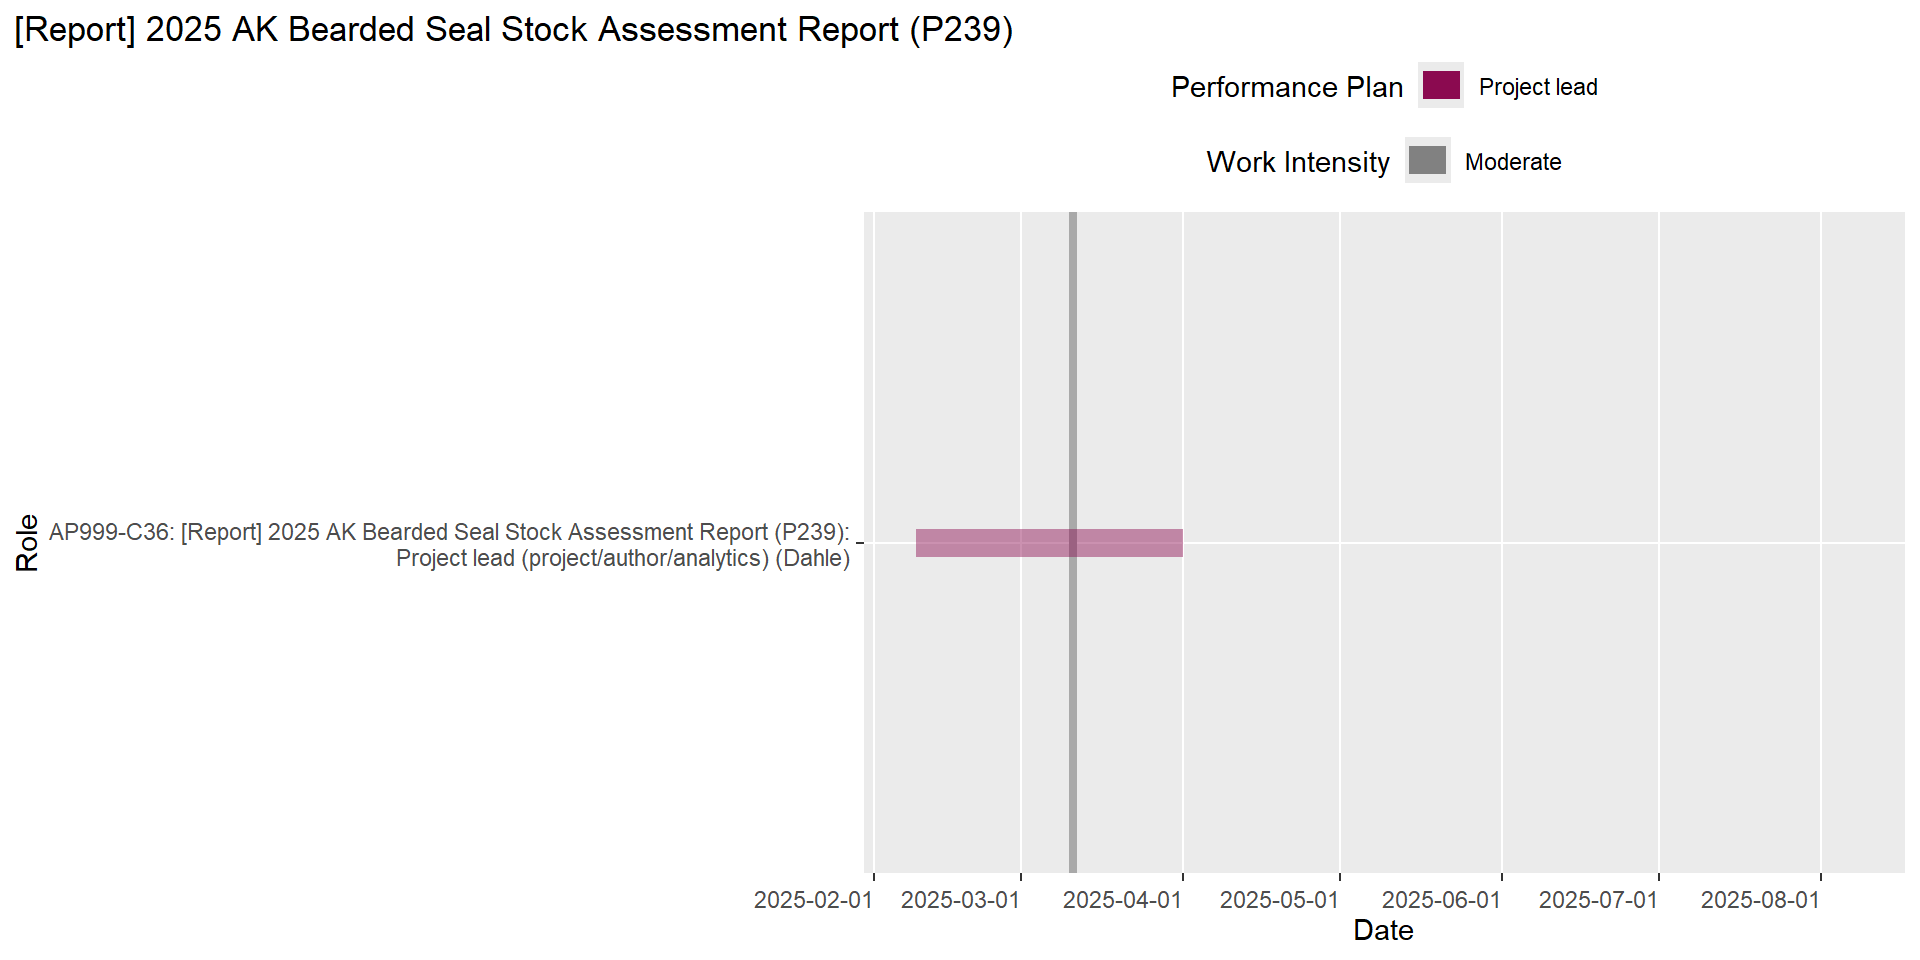 [Report] 2025 AK Bearded Seal Stock Assessment Report (P239)
Performance Plan
Project lead
Work Intensity
Moderate
Role
AP999-C36: [Report] 2025 AK Bearded Seal Stock Assessment Report (P239):
Project lead (project/author/analytics) (Dahle)
2025-02-01
2025-03-01
2025-04-01
2025-05-01
2025-06-01
2025-07-01
2025-08-01
Date